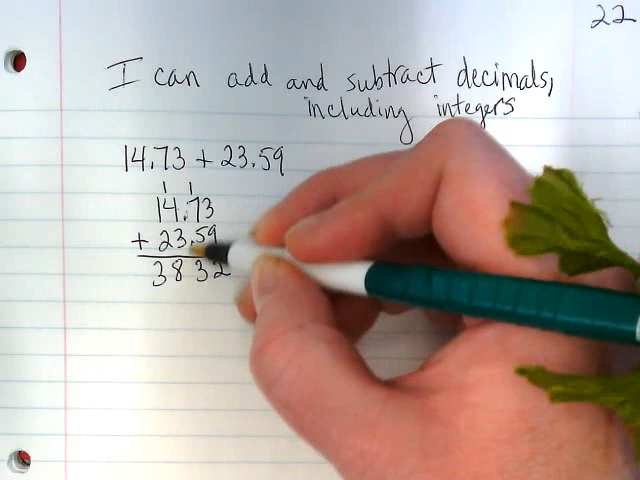 22
I can add and subtract decimals,
including integers
14.73 + 23.59
1 1
14.73
+ 23.59
3832